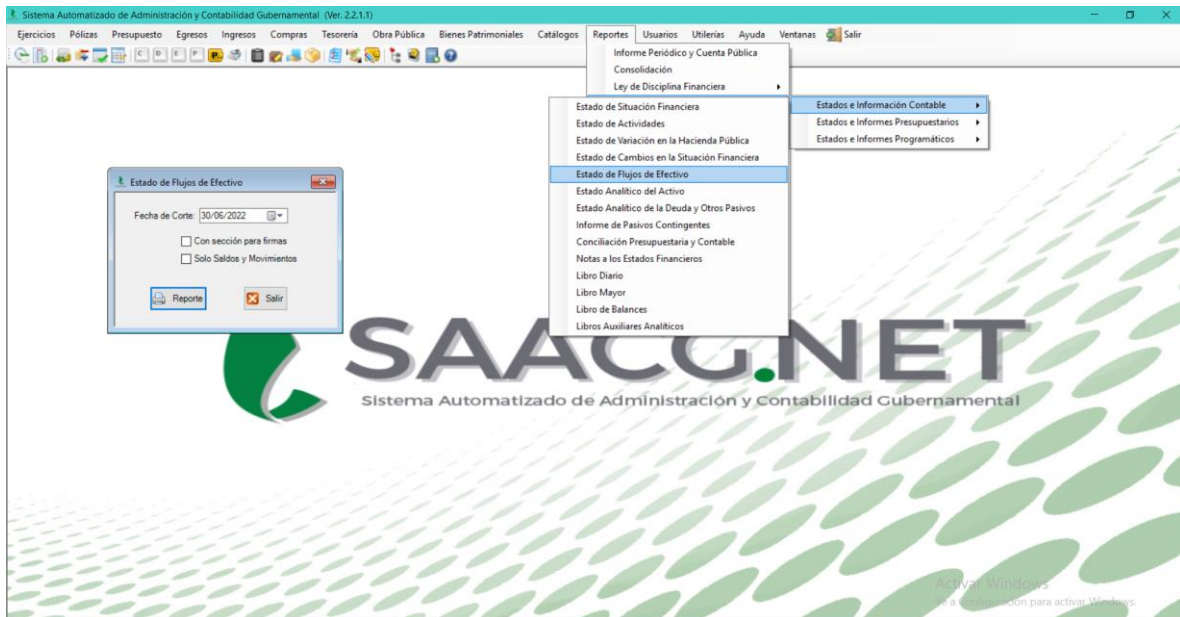 Sistema Automatizado de Administración y Contabilidad Gubernamental (Ver. 2.2.1.1)
Ejercicios Pólizas Presupuesto Egresos Ingresos Compras Tesorería Obra Pública Bienes Patrimoniales Catálogos Reportes Usuarios Utilerías Ayuda Ventanas Salir
C D E P P
Informe Periódico y Cuenta Pública
Consolidación
Ley de Disciplina Financiera
Estados e Información Contable
Estados e Informes Presupuestarios
Estados e Informes Programáticos
Estado de Situación Financiera
Estado de Actividades
Estado de Variación en la Hacienda Pública
Estado de Cambios en la Situación Financiera
Estado de Flujos de Efectivo
Estado Analítico del Activo
Estado Analítico de la Deuda y Otros Pasivos
Informe de Pasivos Contingentes
Conciliación Presupuestaria y Contable
Notas a los Estados Financieros
Libro Diario
Libro Mayor
Libro de Balances
Libros Auxiliares Analíticos
Estado de Flujos de Efectivo
Fecha de Corte: 30/06/2022
Con sección para firmas
Solo Saldos y Movimientos
Reporte Salir
SAACG.NET
Sistema Automatizado de Administración y Contabilidad Gubernamental
Activar Windows
Ve a Configuración para activar Windows.